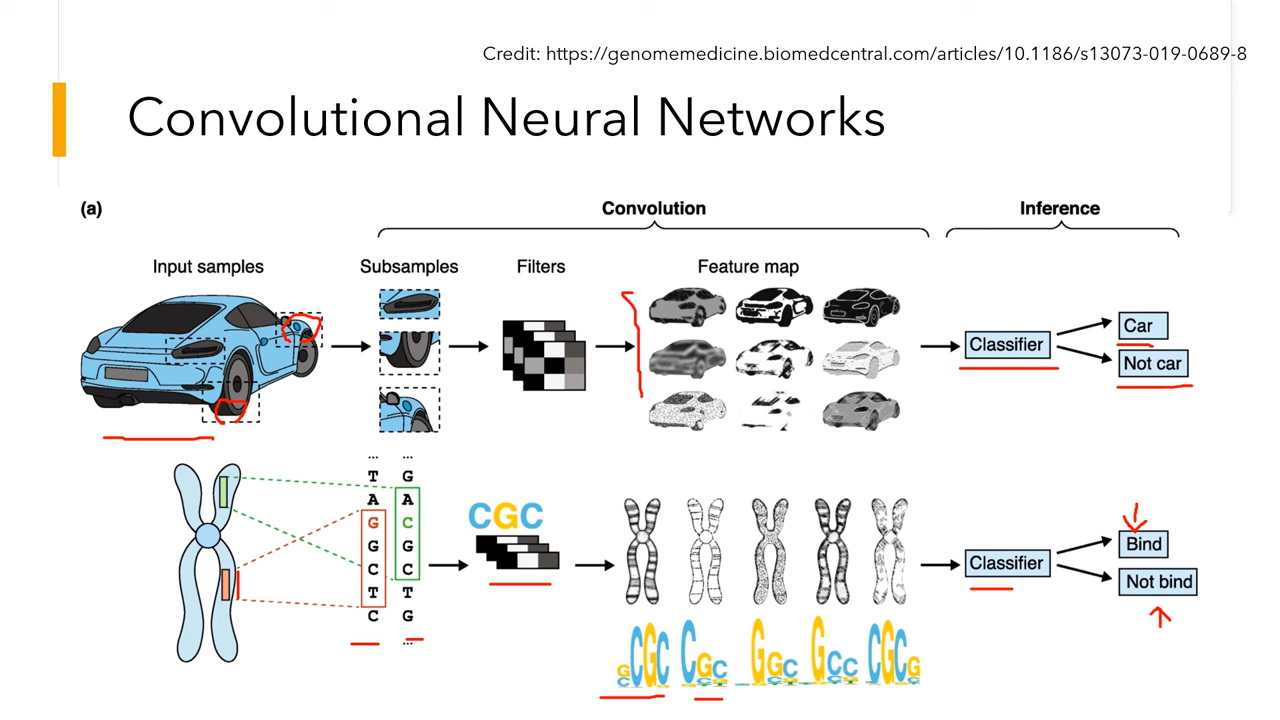 Credit: https://genomemedicine.biomedcentral.com/articles/10.1186/s13073-019-0689-8
Convolutional Neural Networks
(a)
Convolution
Inference
Input samples
Subsamples
Filters
Feature map
Classifier
Car
Not car
...
...
T
G
A
A
G
C
G
G
C
C
T
T
C
G
...
CGC
Classifier
Bind
Not bind
GCGC
CGC
GGC
GCC
CGCG